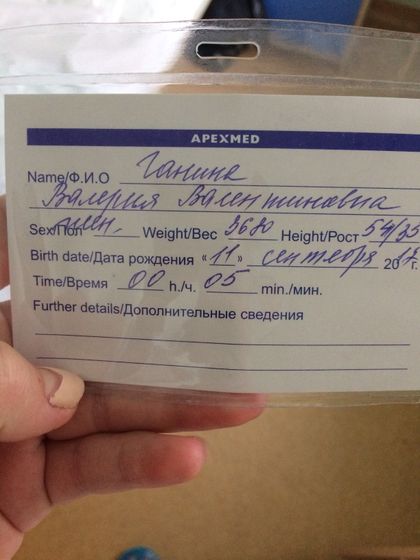 APEXMED
Name/Ф.И.О Ганина
Валерия Валентиновна
Sex/Пол жен. Weight/Вес 3680 Height/Рост 54/35
Birth date/Дата рождения «11» сентября 2017 г.
Time/Время 00 h./ч. 05 min./мин.
Further details/Дополнительные сведения